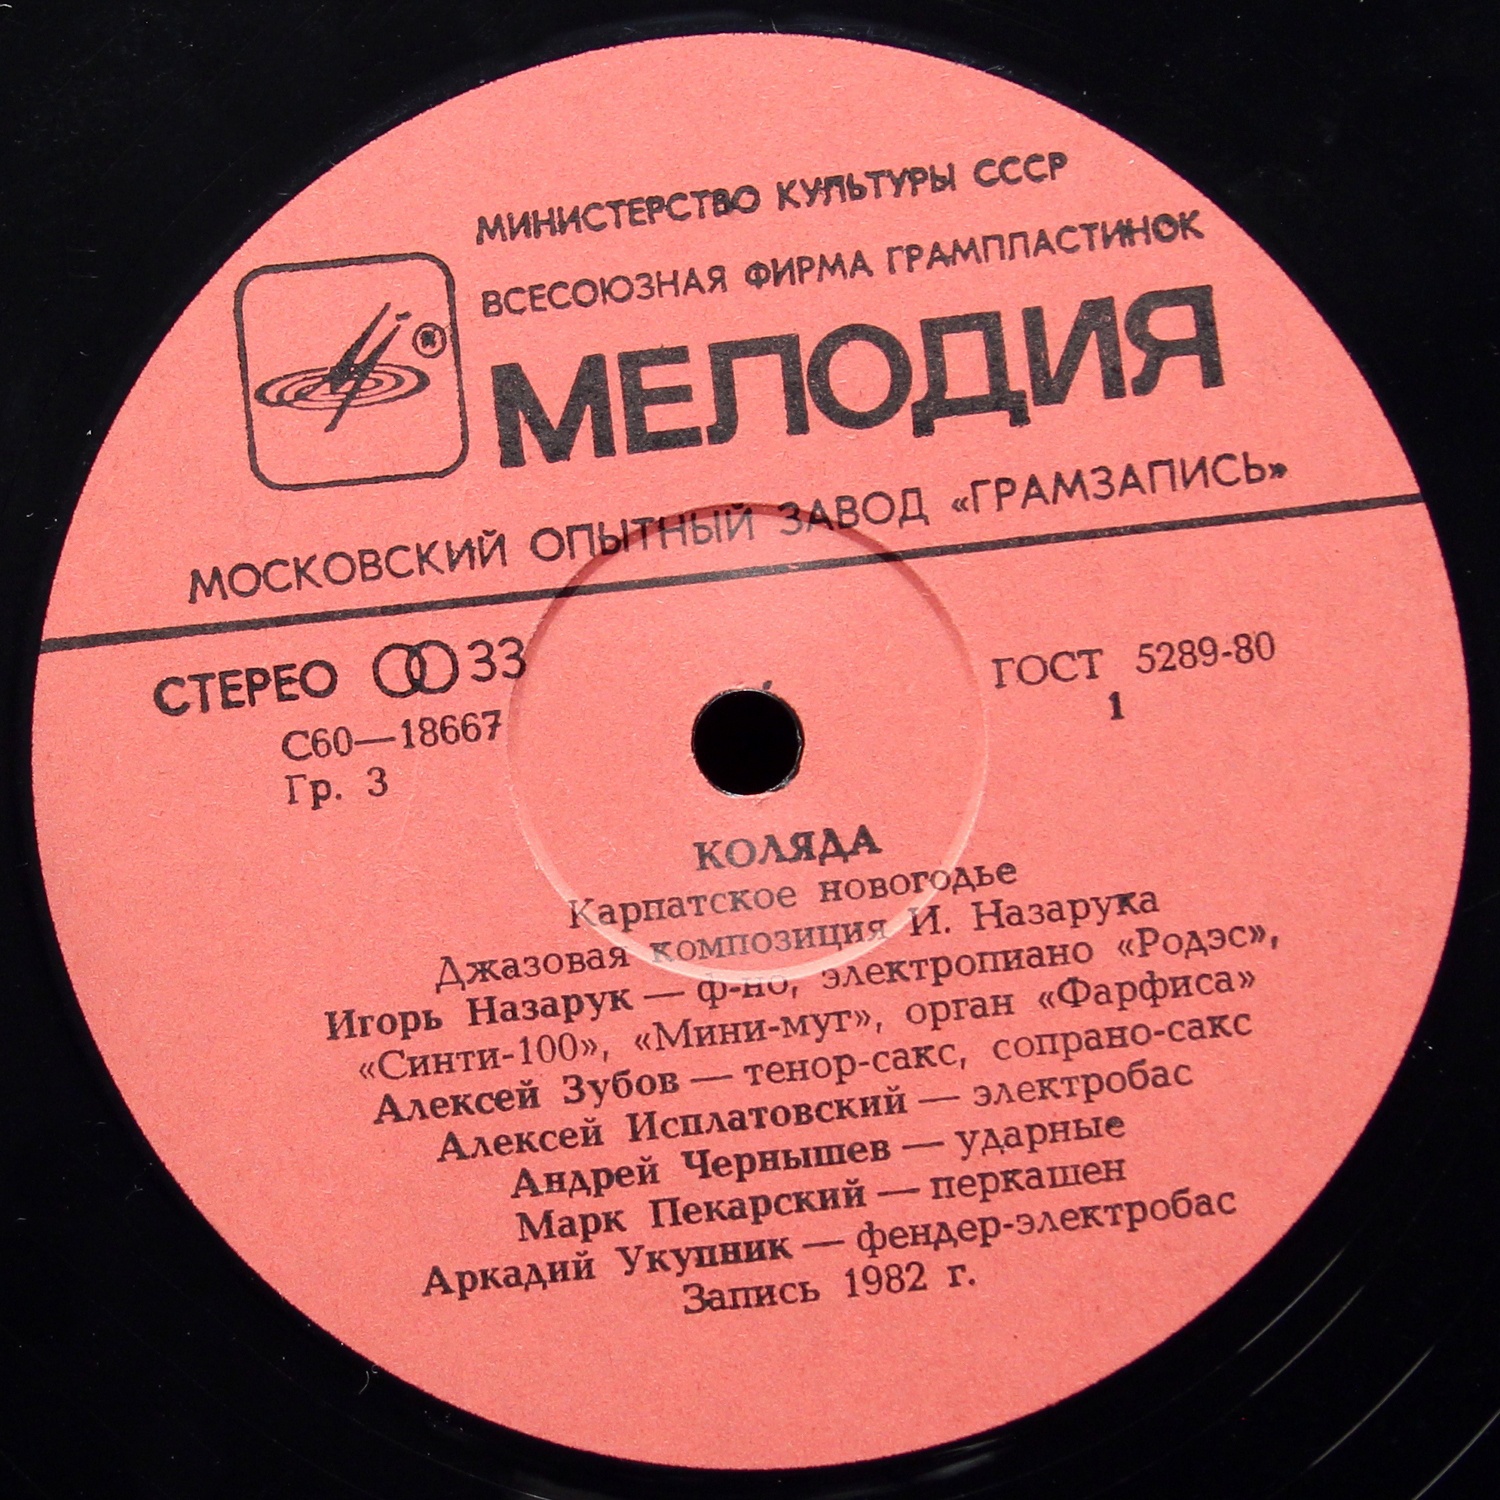 МИНИСТЕРСТВО КУЛЬТУРЫ СССР
ВСЕСОЮЗНАЯ ФИРМА ГРАМПЛАСТИНОК
МЕЛОДИЯ
®
МОСКОВСКИЙ ОПЫТНЫЙ ЗАВОД «ГРАМЗАПИСЬ»
СТЕРЕО 33
ГОСТ 5289-80
С60—18667
1
Гр. 3
КОЛЯДА
Карпатское новогодье
Джазовая композиция И. Назарука
Игорь Назарук — ф-но, электропиано «Родэс»,
«Синти-100», «Мини-муг», орган «Фарфиса»
Алексей Зубов — тенор-сакс, сопрано-сакс
Алексей Исплатовский — электробас
Андрей Чернышев — ударные
Марк Пекарский — перкашен
Аркадий Укупник — фендер-электробас
Запись 1982 г.